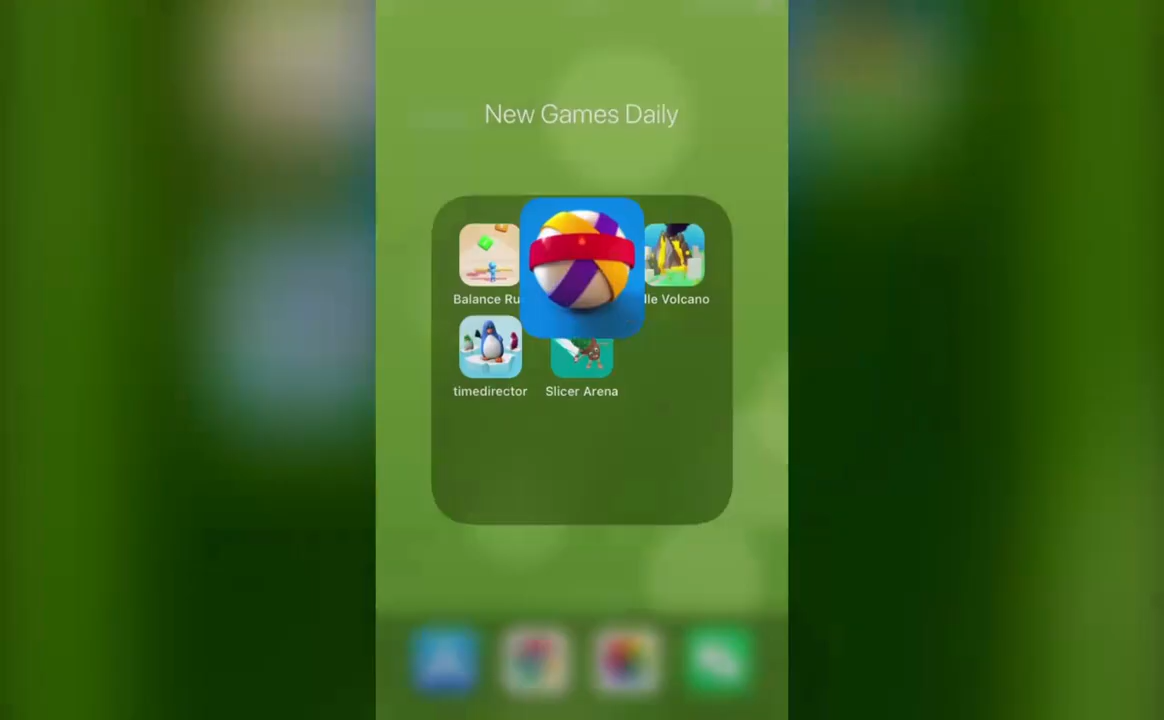 New Games Daily
Balance Ru
lle Volcano
timedirector
Slicer Arena